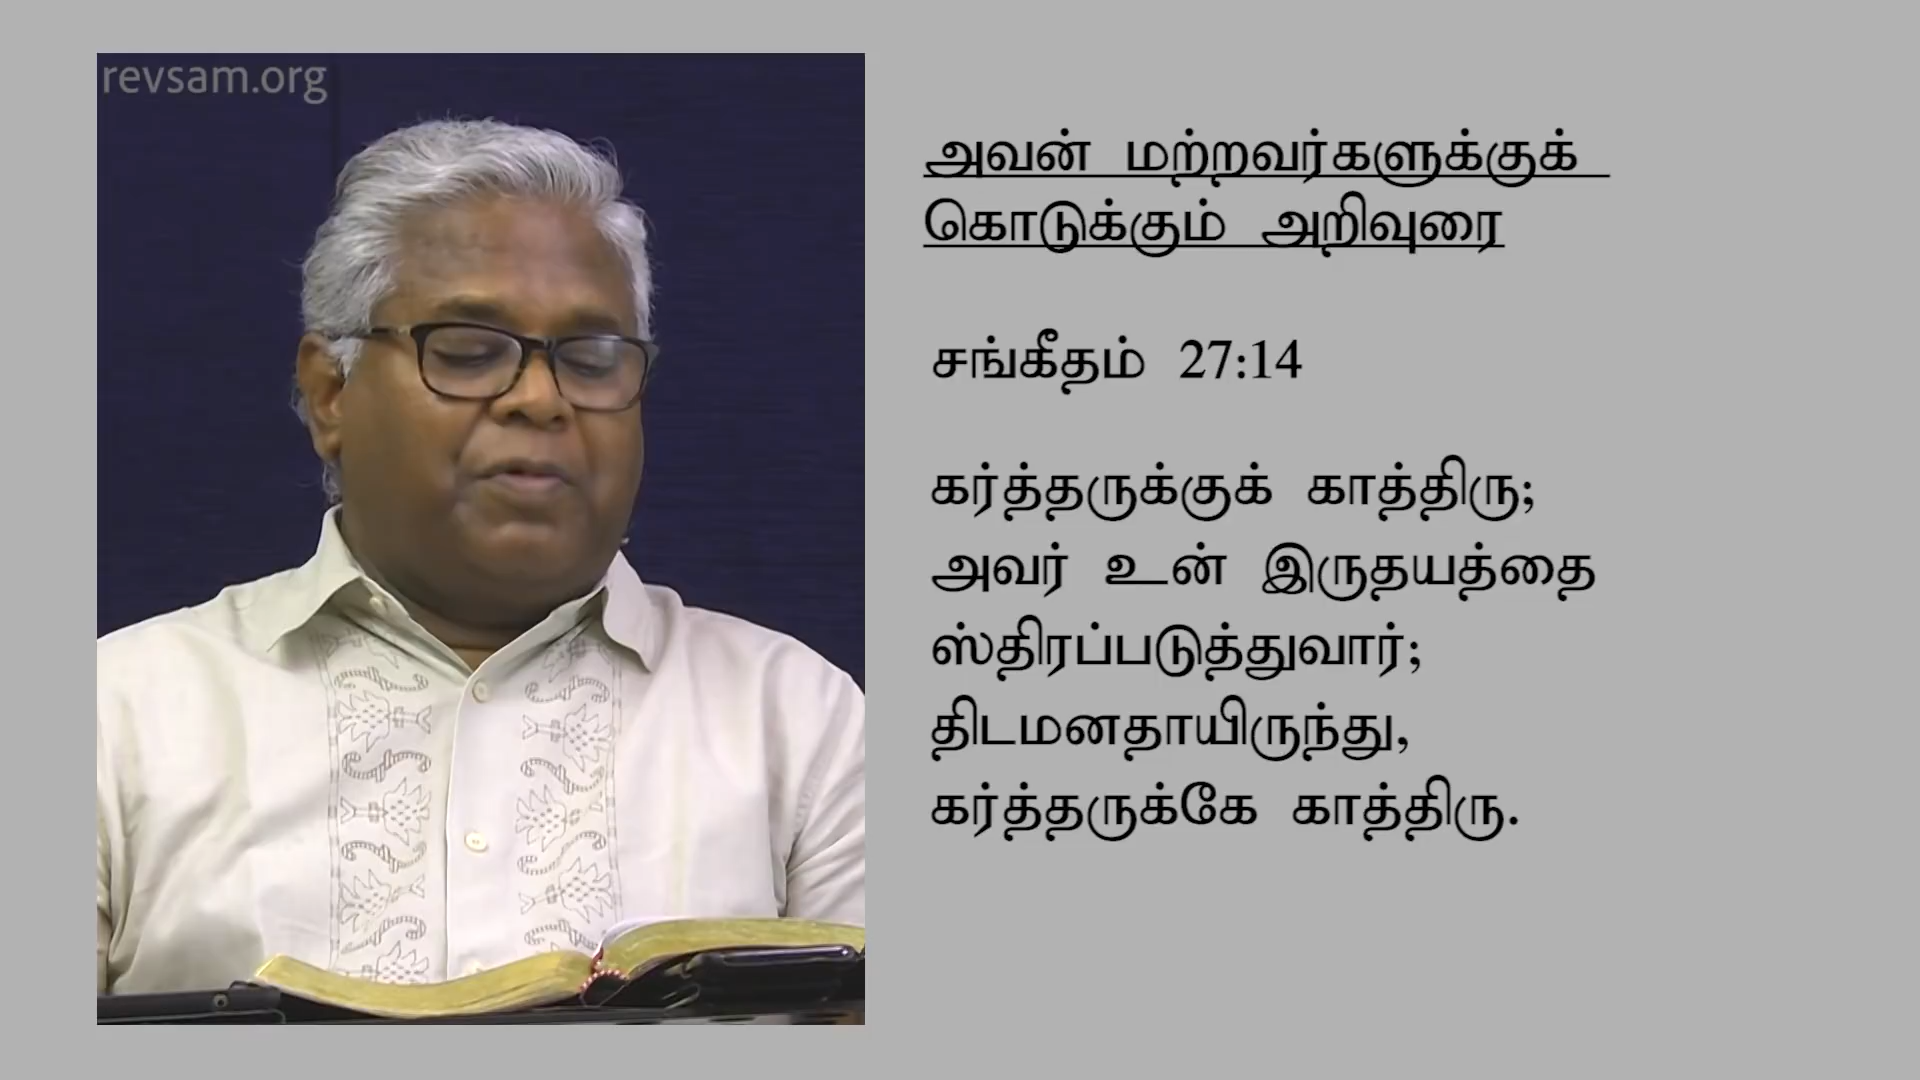 revsam.org
அவன் மற்றவர்களுக்குக்
கொடுக்கும் அறிவுரை
சங்கீதம் 27:14
கர்த்தருக்குக் காத்திரு;
அவர் உன் இருதயத்தை
ஸ்திரப்படுத்துவார்;
திடமனதாயிருந்து,
கர்த்தருக்கே காத்திரு.